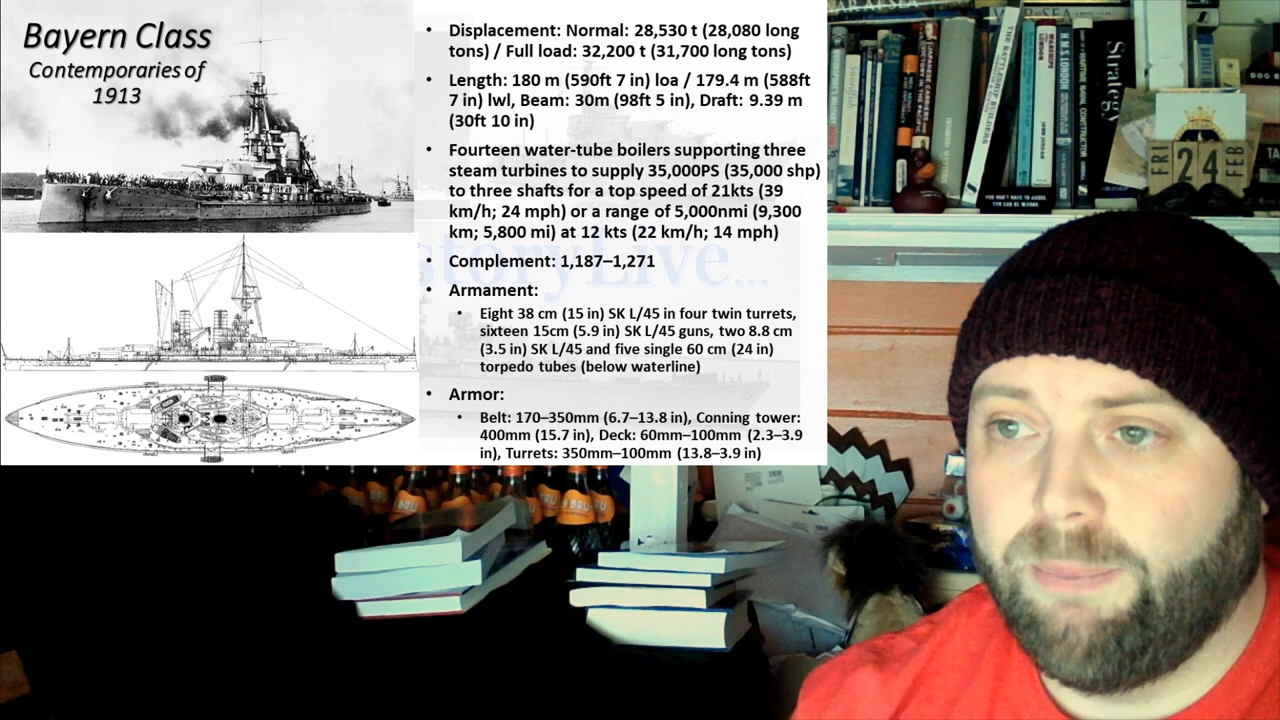 Bayern Class
Contemporaries of
1913
• Displacement: Normal: 28,530 t (28,080 long
tons) / Full load: 32,200 t (31,700 long tons)
• Length: 180 m (590ft 7 in) loa / 179.4 m (588ft
7 in) lwl, Beam: 30m (98ft 5 in), Draft: 9.39 m
(30ft 10 in)
• Fourteen water-tube boilers supporting three
steam turbines to supply 35,000PS (35,000 shp)
to three shafts for a top speed of 21kts (39
km/h; 24 mph) or a range of 5,000nmi (9,300
km; 5,800 mi) at 12 kts (22 km/h; 14 mph)
• Complement: 1,187–1,271
• Armament:
• Eight 38 cm (15 in) SK L/45 in four twin turrets,
sixteen 15cm (5.9 in) SK L/45 guns, two 8.8 cm
(3.5 in) SK L/45 and five single 60 cm (24 in)
torpedo tubes (below waterline)
• Armor:
• Belt: 170–350mm (6.7–13.8 in), Conning tower:
400mm (15.7 in), Deck: 60mm–100mm (2.3–3.9
in), Turrets: 350mm–100mm (13.8–3.9 in)
storyLive...
THE BATTLESHIP BUILDERS
WARSHIPS
H.M.S. LONDON
Strategy
FRI
24
FEB
BRU